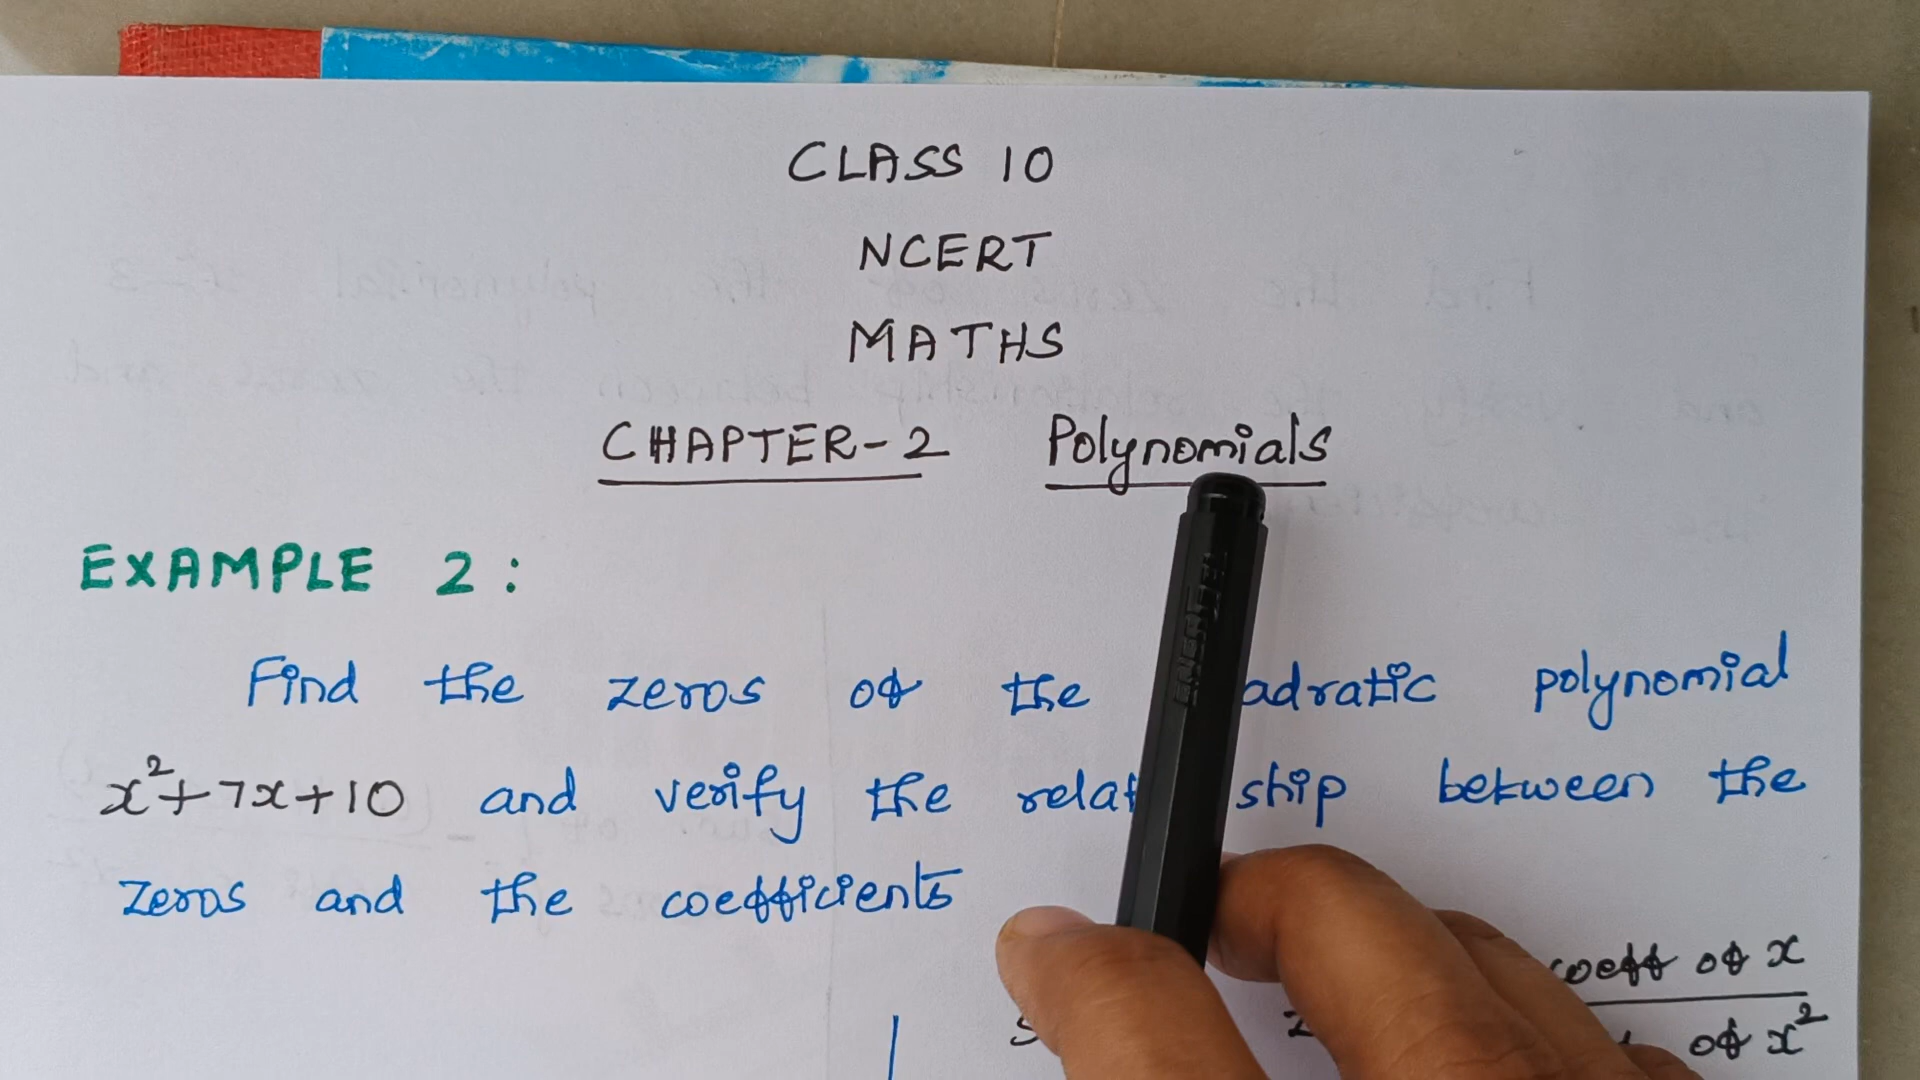 CLASS 10
NCERT
MATHS
CHAPTER-2 Polynomials
EXAMPLE 2:
Find the zeros of the adratic polynomial
x²+7x+10 and verify the relat ship between the
zeros and the coefficients
coeff of x
of x²